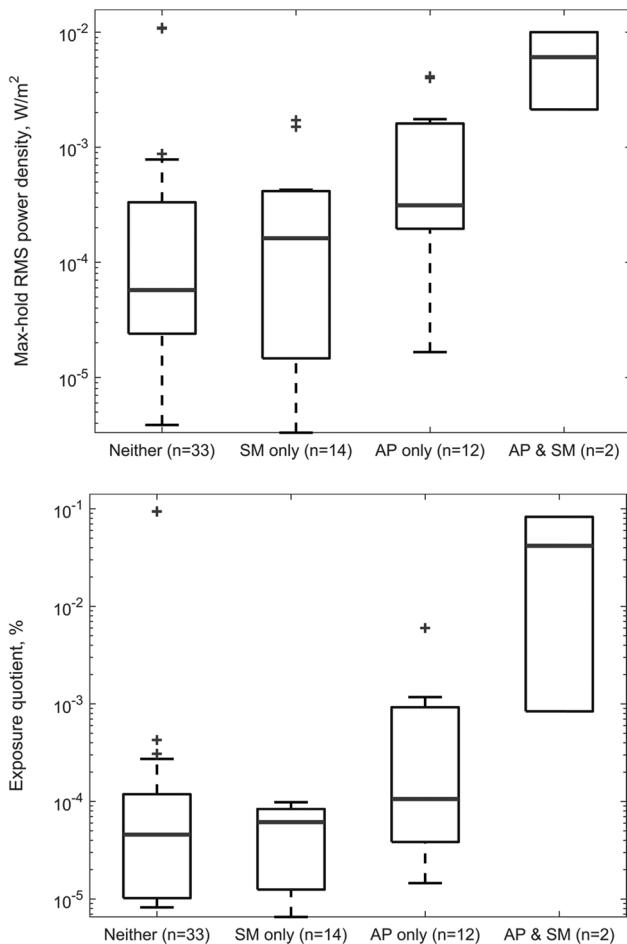 Max-hold RMS power density, W/m²
10⁻²
10⁻³
10⁻⁴
10⁻⁵
Neither (n=33) SM only (n=14) AP only (n=12) AP & SM (n=2)
Exposure quotient, %
10⁻¹
10⁻²
10⁻³
10⁻⁴
10⁻⁵
Neither (n=33) SM only (n=14) AP only (n=12) AP & SM (n=2)